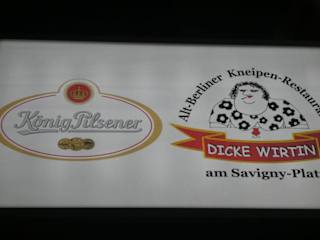 König Pilsener
Alt-Berliner Kneipen-Restaura
DICKE WIRTIN
am Savigny-Plat